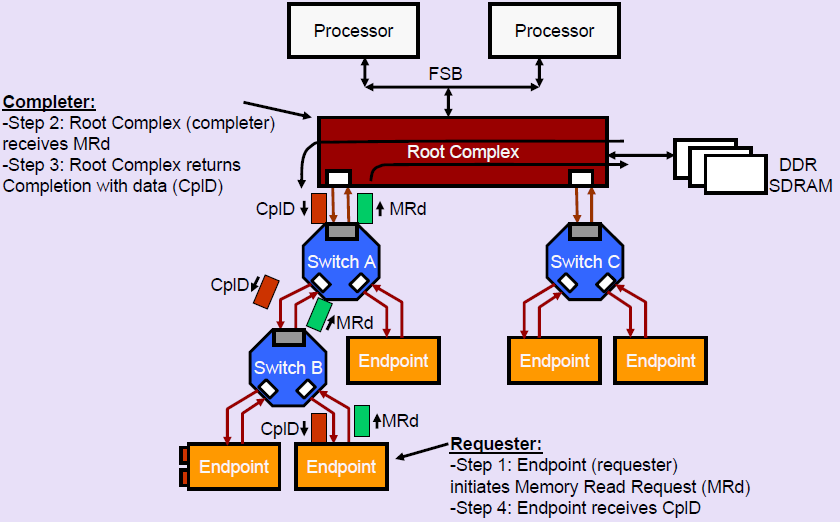 Processor
Processor
FSB
Completer:
-Step 2: Root Complex (completer)
receives MRd
-Step 3: Root Complex returns
Completion with data (CplD)
Root Complex
DDR
SDRAM
CplD
MRd
Switch A
Switch C
CplD
MRd
Switch B
Endpoint
Endpoint
Endpoint
CplD
MRd
Endpoint
Endpoint
Requester:
-Step 1: Endpoint (requester)
initiates Memory Read Request (MRd)
-Step 4: Endpoint receives CplD